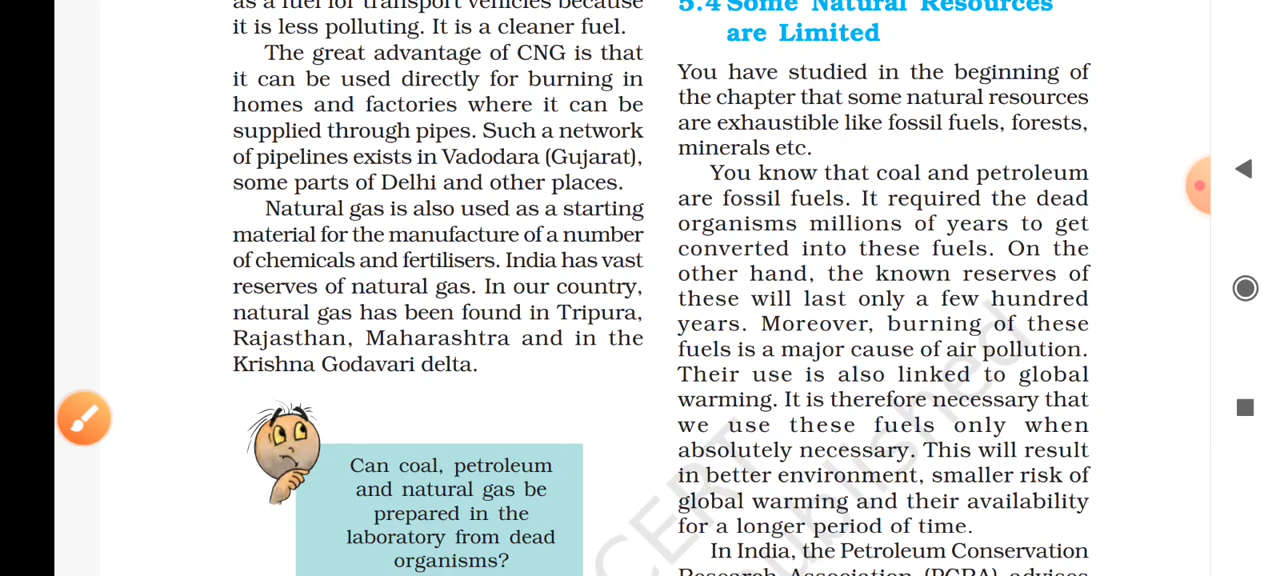 as a fuel for transport vehicles because
it is less polluting. It is a cleaner fuel.
The great advantage of CNG is that
it can be used directly for burning in
homes and factories where it can be
supplied through pipes. Such a network
of pipelines exists in Vadodara (Gujarat),
some parts of Delhi and other places.
Natural gas is also used as a starting
material for the manufacture of a number
of chemicals and fertilisers. India has vast
reserves of natural gas. In our country,
natural gas has been found in Tripura,
Rajasthan, Maharashtra and in the
Krishna Godavari delta.
Can coal, petroleum
and natural gas be
prepared in the
laboratory from dead
organisms?
5.4 Some Natural Resources
are Limited
You have studied in the beginning of
the chapter that some natural resources
are exhaustible like fossil fuels, forests,
minerals etc.
You know that coal and petroleum
are fossil fuels. It required the dead
organisms millions of years to get
converted into these fuels. On the
other hand, the known reserves of
these will last only a few hundred
years. Moreover, burning of these
fuels is a major cause of air pollution.
Their use is also linked to global
warming. It is therefore necessary that
we use these fuels only when
absolutely necessary. This will result
in better environment, smaller risk of
global warming and their availability
for a longer period of time.
In India, the Petroleum Conservation
Research Association (PCRA) advises